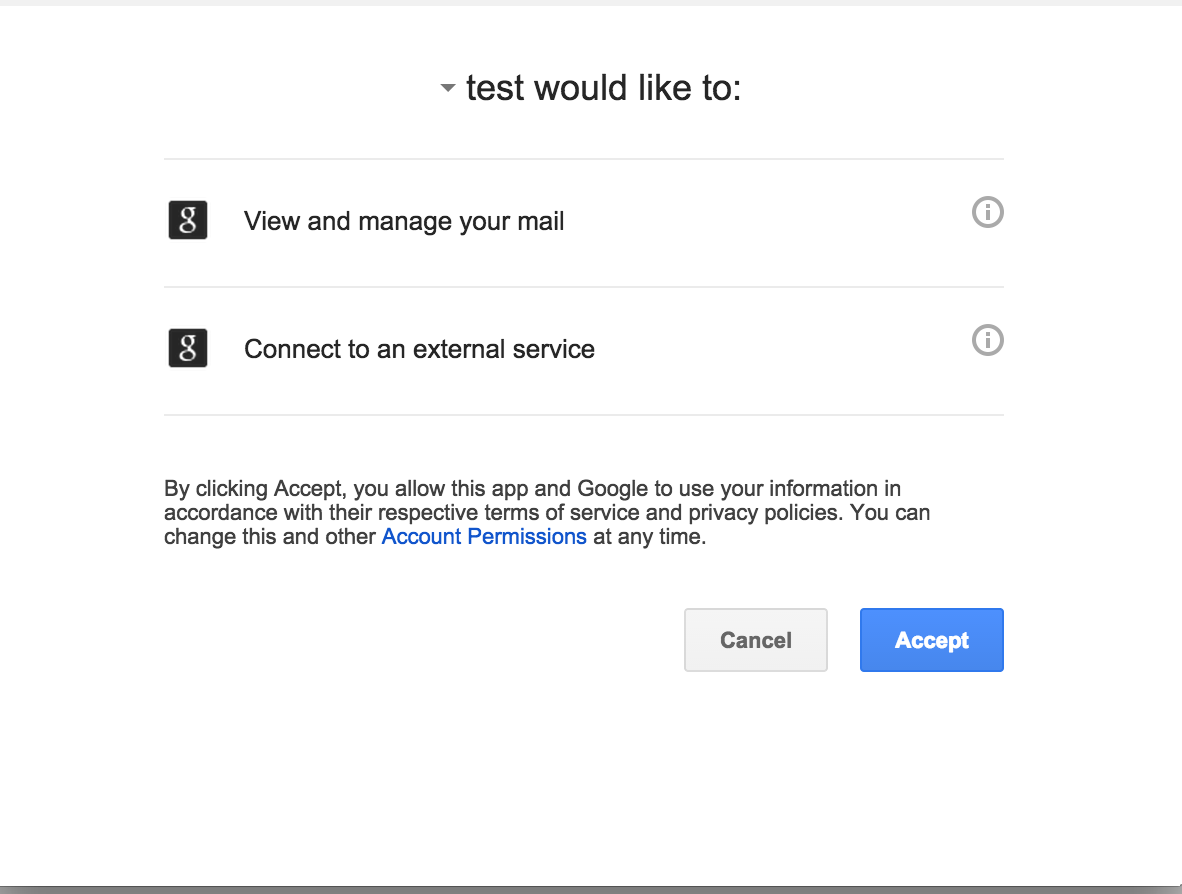 test would like to:
g
View and manage your mail
i
g
Connect to an external service
i
By clicking Accept, you allow this app and Google to use your information in
accordance with their respective terms of service and privacy policies. You can
change this and other Account Permissions at any time.
Cancel
Accept